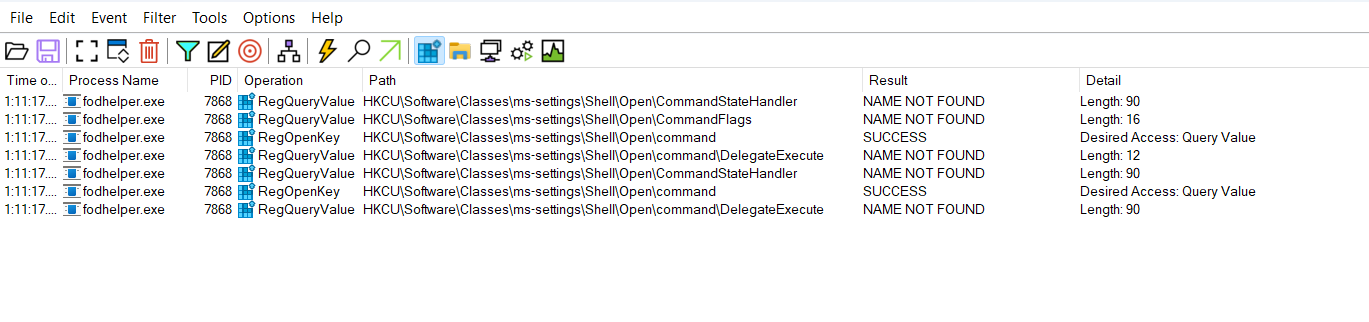 File Edit Event Filter Tools Options Help
Time o... Process Name PID Operation Path Result Detail
1:11:17.... fodhelper.exe 7868 RegQueryValue HKCU\Software\Classes\ms-settings\Shell\Open\CommandStateHandler NAME NOT FOUND Length: 90
1:11:17.... fodhelper.exe 7868 RegQueryValue HKCU\Software\Classes\ms-settings\Shell\Open\CommandFlags NAME NOT FOUND Length: 16
1:11:17.... fodhelper.exe 7868 RegOpenKey HKCU\Software\Classes\ms-settings\Shell\Open\command SUCCESS Desired Access: Query Value
1:11:17.... fodhelper.exe 7868 RegQueryValue HKCU\Software\Classes\ms-settings\Shell\Open\command\DelegateExecute NAME NOT FOUND Length: 12
1:11:17.... fodhelper.exe 7868 RegQueryValue HKCU\Software\Classes\ms-settings\Shell\Open\CommandStateHandler NAME NOT FOUND Length: 90
1:11:17.... fodhelper.exe 7868 RegOpenKey HKCU\Software\Classes\ms-settings\Shell\Open\command SUCCESS Desired Access: Query Value
1:11:17.... fodhelper.exe 7868 RegQueryValue HKCU\Software\Classes\ms-settings\Shell\Open\command\DelegateExecute NAME NOT FOUND Length: 90